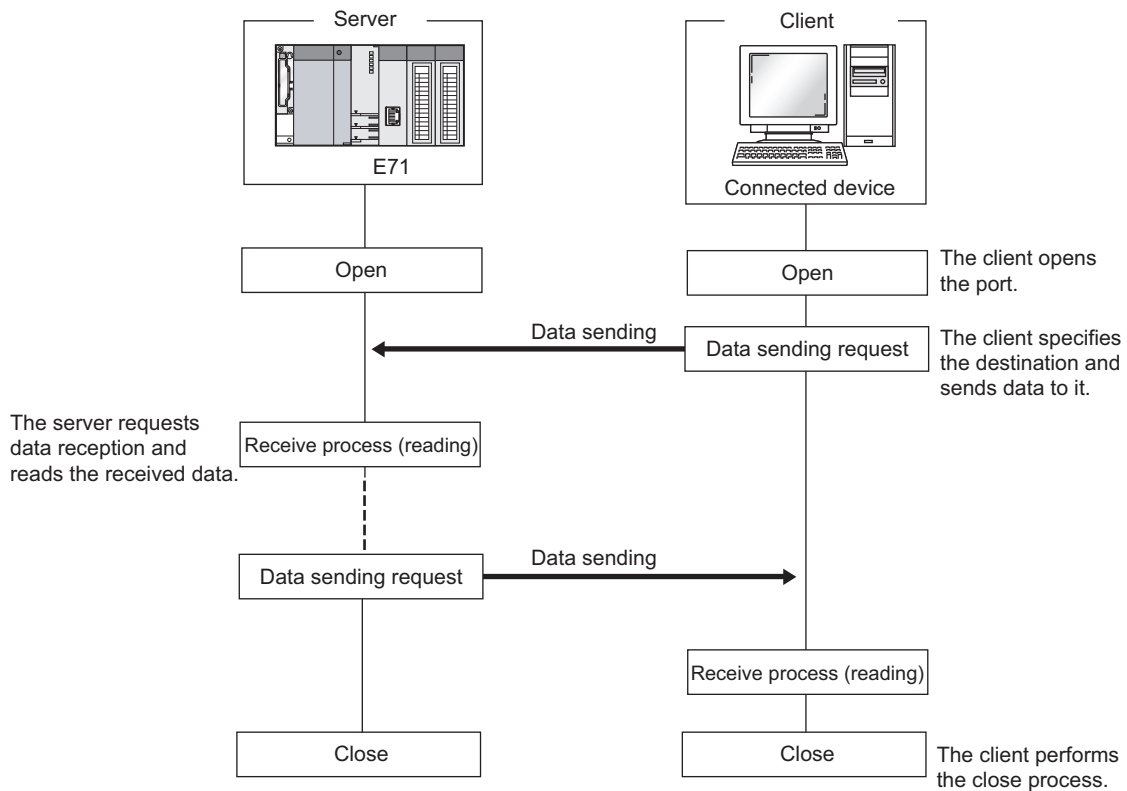 Server
Client
E71
Connected device
Open
Open
The client opens
the port.
Data sending
Data sending request
The client specifies
the destination and
sends data to it.
The server requests
data reception and
reads the received data.
Receive process (reading)
Data sending request
Data sending
Receive process (reading)
Close
Close
The client performs
the close process.